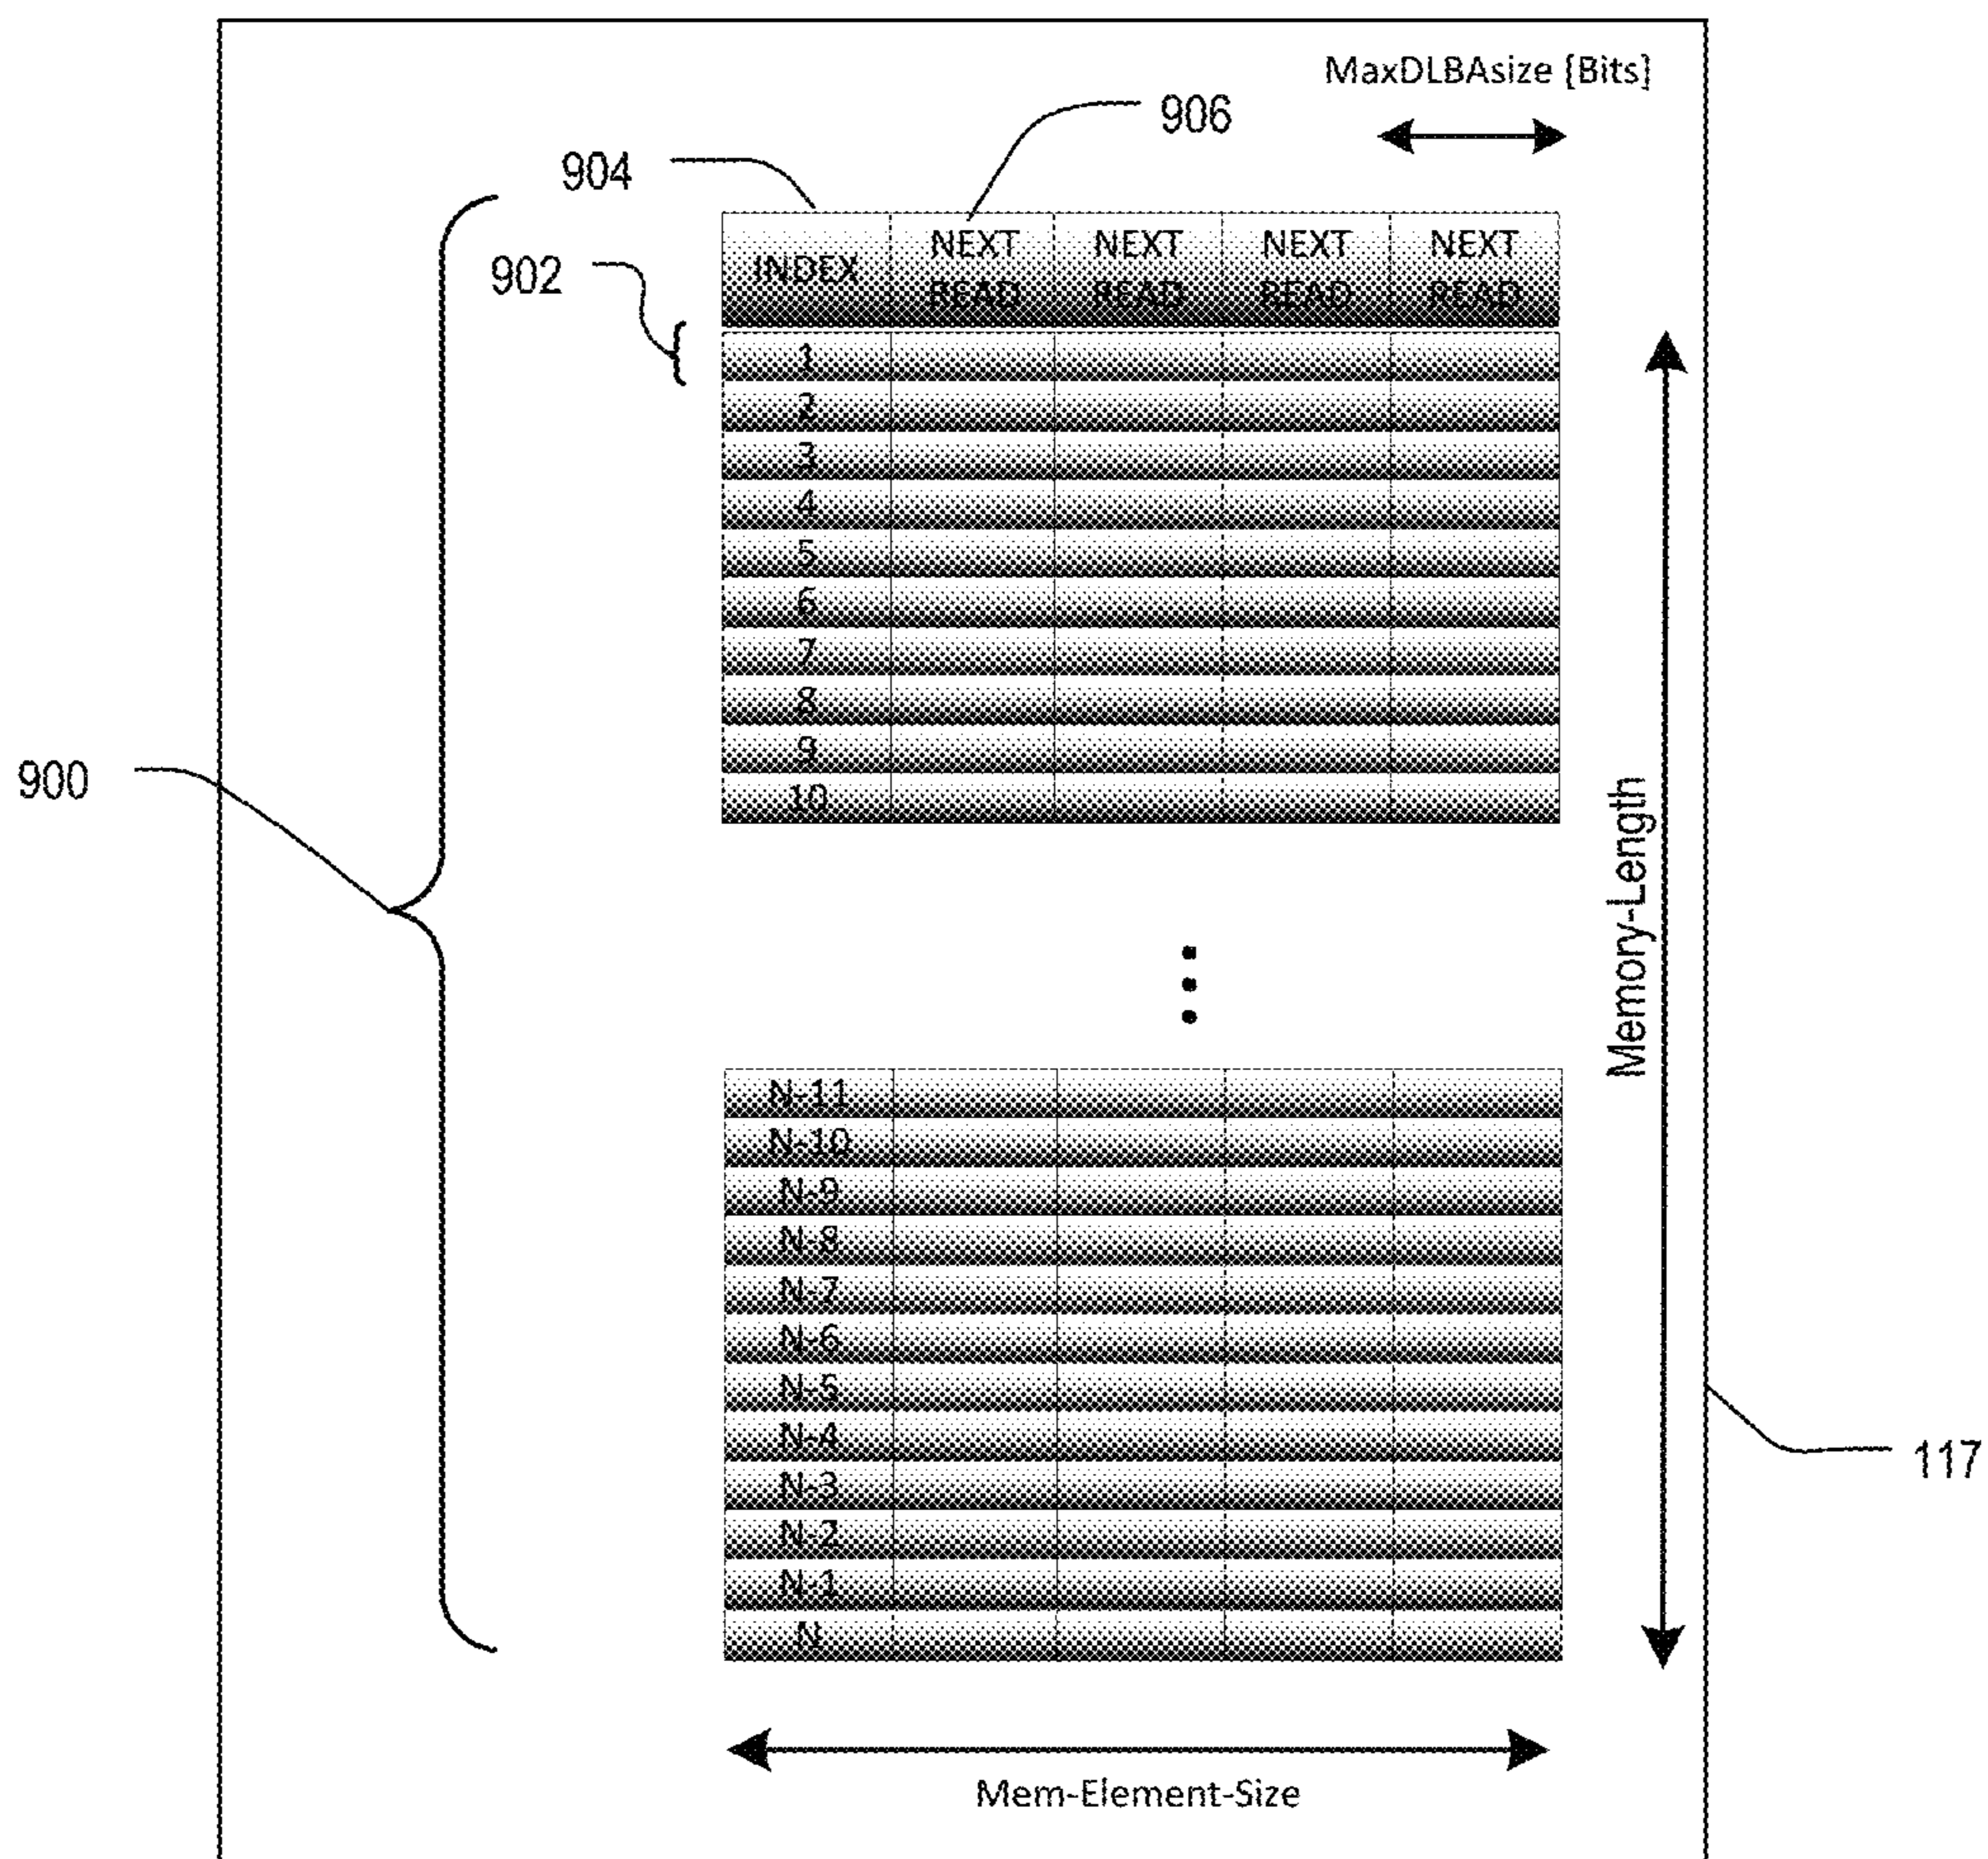 MaxDLBAsize [Bits]
906
904
902
INDEX NEXT READ NEXT READ NEXT READ NEXT READ
1
2
3
4
5
6
7
8
9
10
900
Memory-Length
N-11
N-10
N-9
N-8
N-7
N-6
N-5
N-4
N-3
N-2
N-1
N
117
Mem-Element-Size